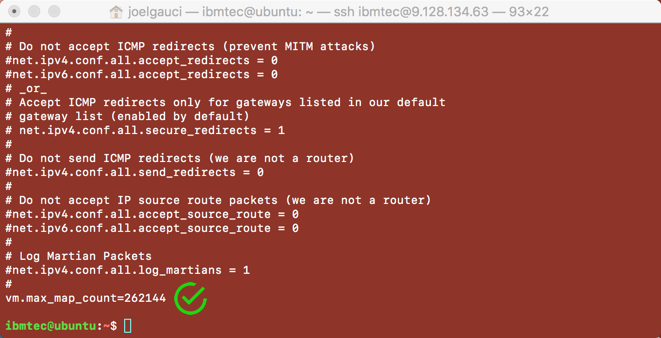 joelgauci — ibmtec@ubuntu: ~ — ssh ibmtec@9.128.134.63 — 93×22
#
# Do not accept ICMP redirects (prevent MITM attacks)
#net.ipv4.conf.all.accept_redirects = 0
#net.ipv6.conf.all.accept_redirects = 0
# _or_
# Accept ICMP redirects only for gateways listed in our default
# gateway list (enabled by default)
# net.ipv4.conf.all.secure_redirects = 1
#
# Do not send ICMP redirects (we are not a router)
#net.ipv4.conf.all.send_redirects = 0
#
# Do not accept IP source route packets (we are not a router)
#net.ipv4.conf.all.accept_source_route = 0
#net.ipv6.conf.all.accept_source_route = 0
#
# Log Martian Packets
#net.ipv4.conf.all.log_martians = 1
#
vm.max_map_count=262144
ibmtec@ubuntu:~$